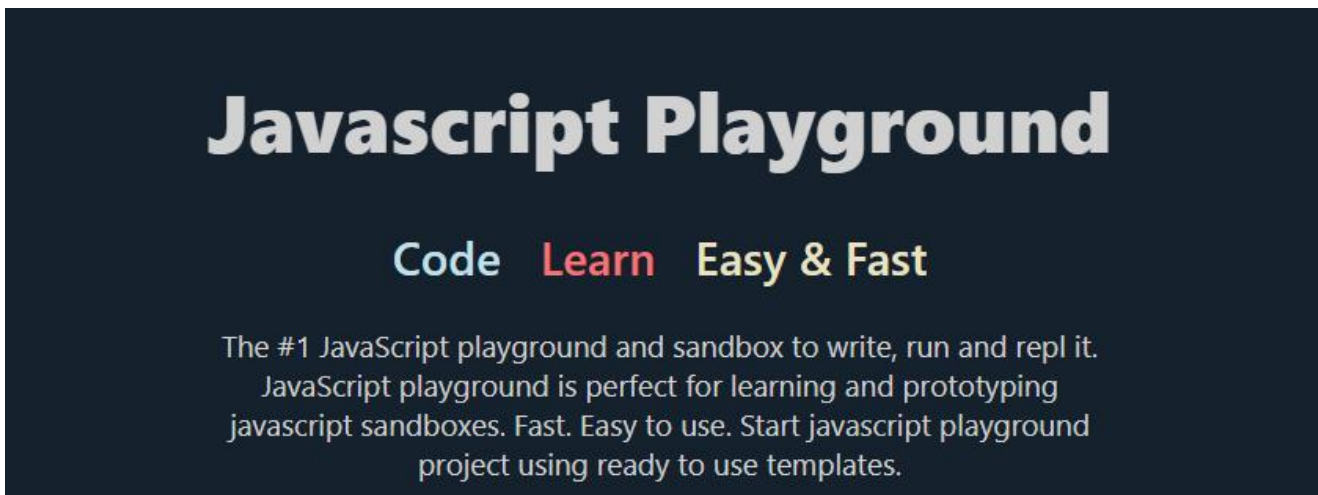 Javascript Playground
Code Learn Easy & Fast
The #1 JavaScript playground and sandbox to write, run and repl it.
JavaScript playground is perfect for learning and prototyping
javascript sandboxes. Fast. Easy to use. Start javascript playground
project using ready to use templates.